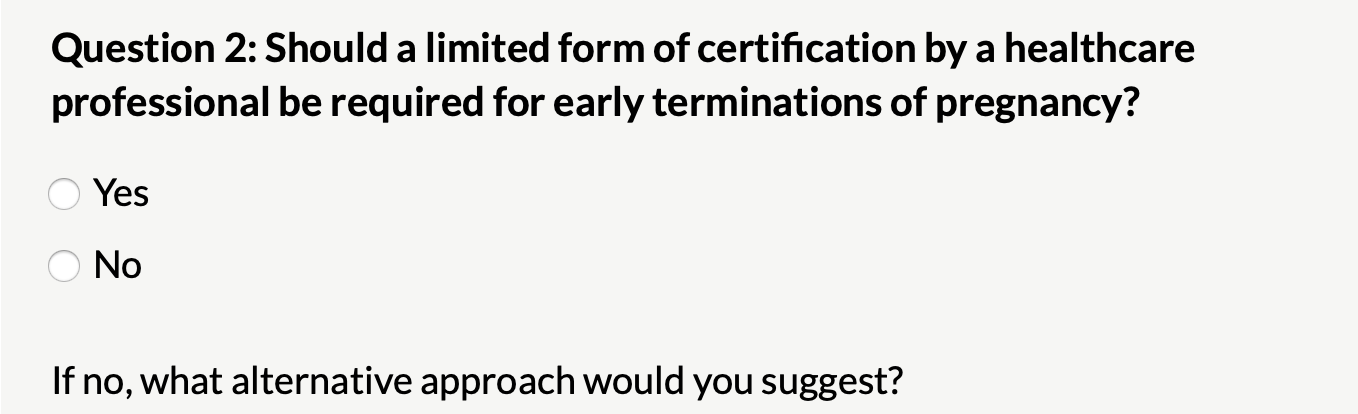 Question 2: Should a limited form of certification by a healthcare
professional be required for early terminations of pregnancy?
Yes
No
If no, what alternative approach would you suggest?